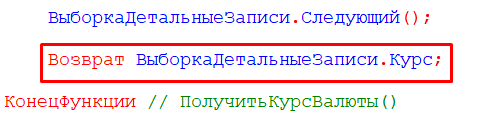 ВыборкаДетальныеЗаписи.Следующий();
Возврат ВыборкаДетальныеЗаписи.Курс;
КонецФункции // ПолучитьКурсВалюты()